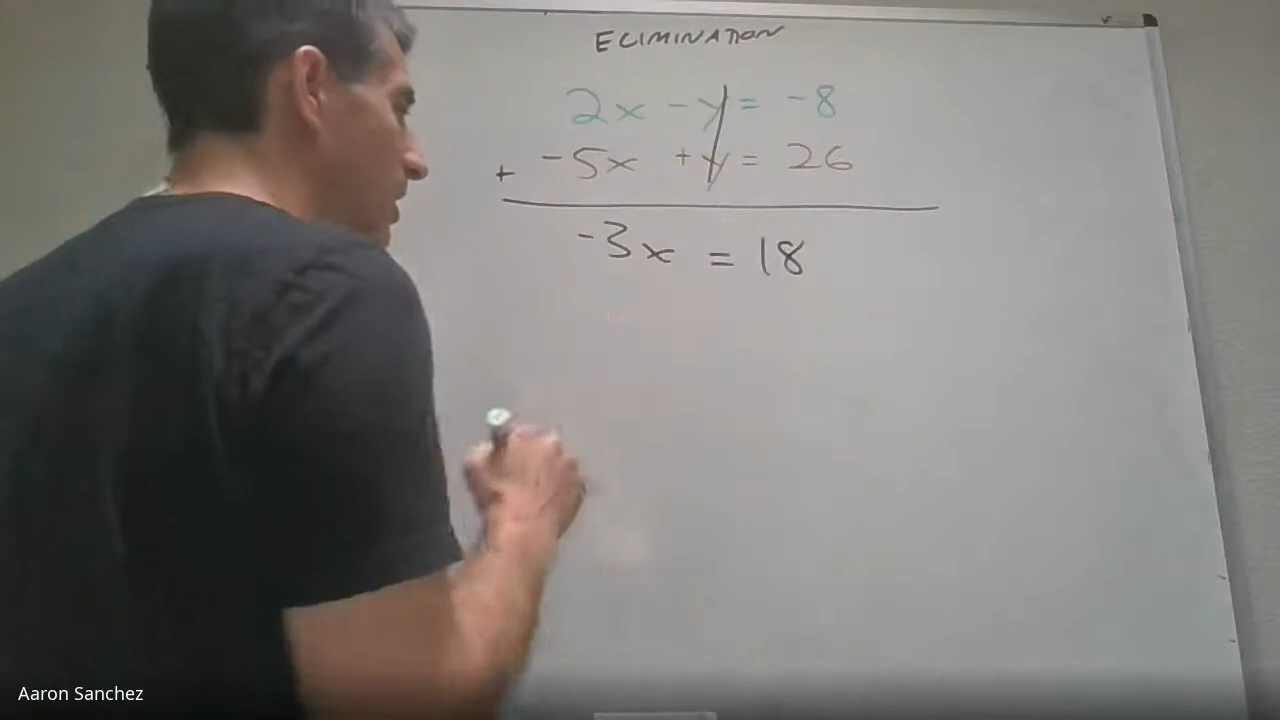 ELIMINATION
2x - y = -8
+ -5x + y = 26
-3x = 18
Aaron Sanchez